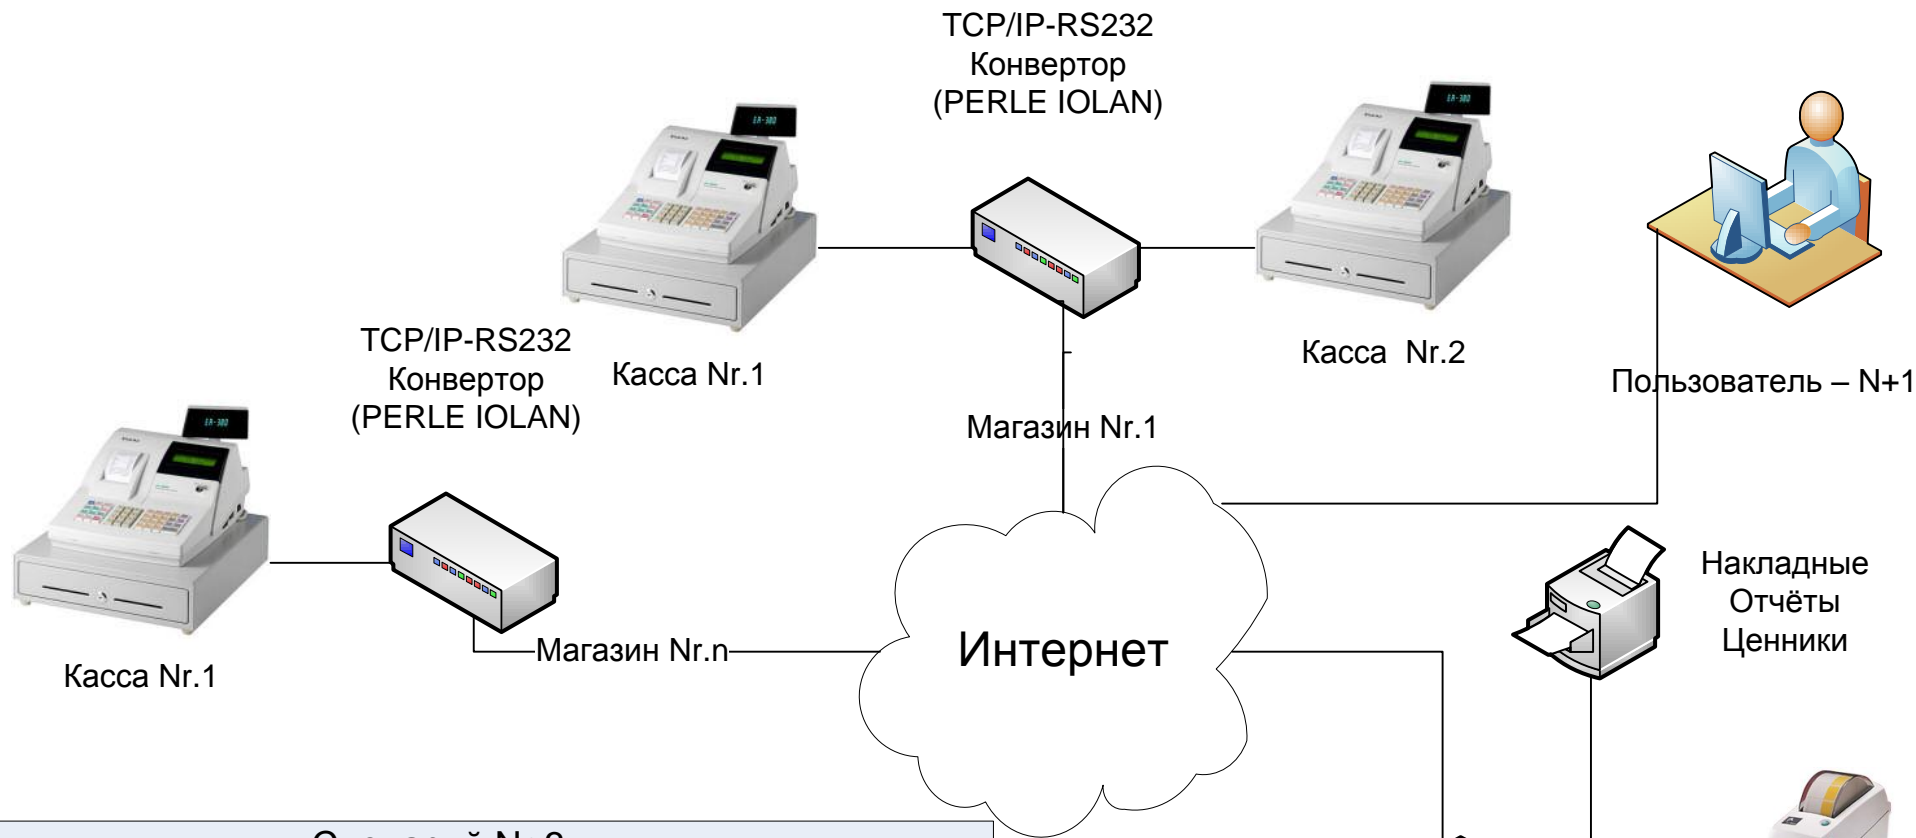 TCP/IP-RS232
Конвертор
(PERLE IOLAN)
TCP/IP-RS232
Конвертор
(PERLE IOLAN)
Касса Nr.1
Касса Nr.2
Пользователь – N+1
Магазин Nr.1
Накладные
Отчёты
Ценники
Интернет
Магазин Nr.n
Касса Nr.1